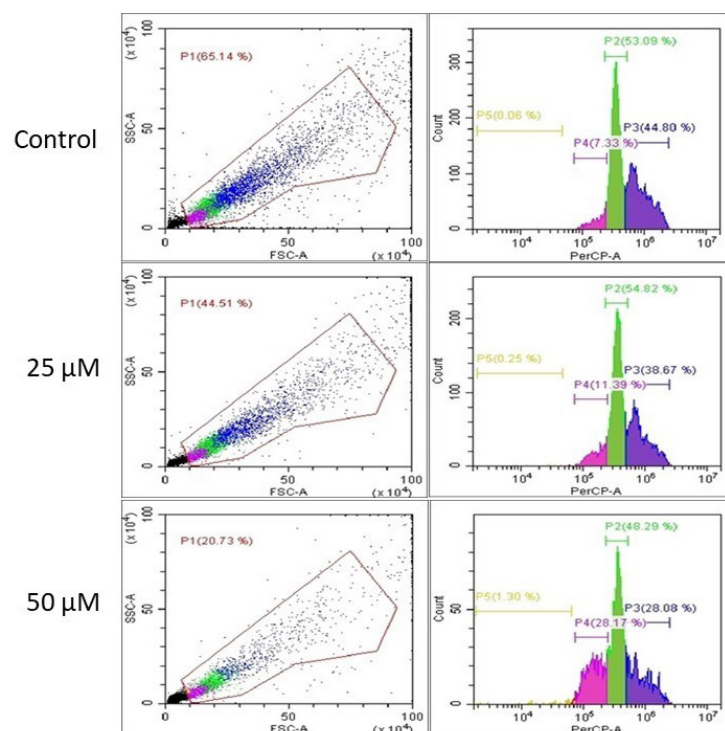 Control
P1(65.14 %)
(x10⁴)
100
50
0
SSC-A
0
50
100
FSC-A
(x10⁴)
P2(53.09 %)
P5(0.06 %)
P3(44.80 %)
P4(7.33 %)
300
200
100
0
Count
10⁴
10⁵
10⁶
10⁷
PerCP-A
25 µM
P1(44.51 %)
(x10⁴)
100
50
0
SSC-A
0
50
100
FSC-A
(x10⁴)
P2(54.82 %)
P5(0.25 %)
P3(38.67 %)
P4(11.39 %)
200
100
0
Count
10⁴
10⁵
10⁶
10⁷
PerCP-A
50 µM
P1(20.73 %)
(x10⁴)
100
50
0
SSC-A
0
50
100
FSC-A
(x10⁴)
P2(48.29 %)
P5(1.30 %)
P3(28.08 %)
P4(28.17 %)
50
0
Count
10⁴
10⁵
10⁶
10⁷
PerCP-A